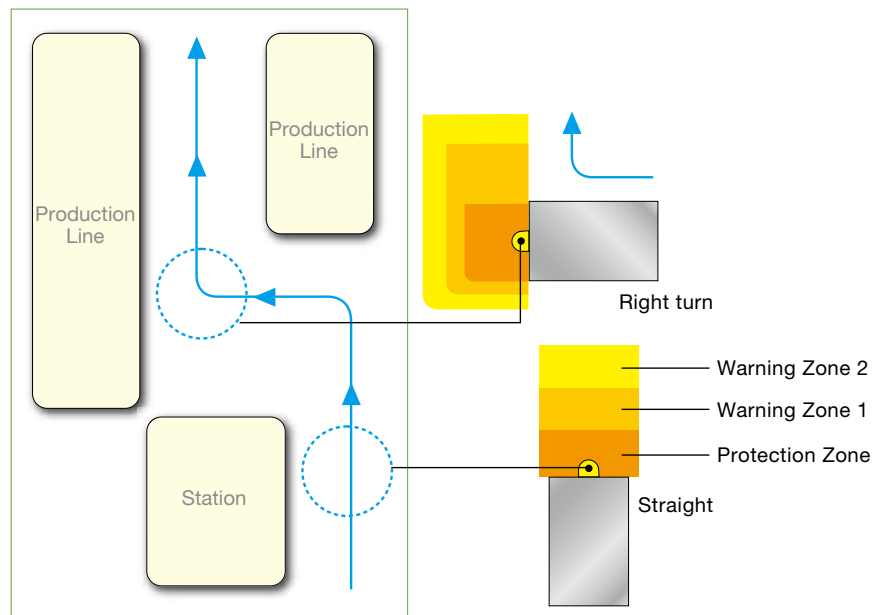 Production
Line
Production
Line
Station
Right turn
Warning Zone 2
Warning Zone 1
Protection Zone
Straight